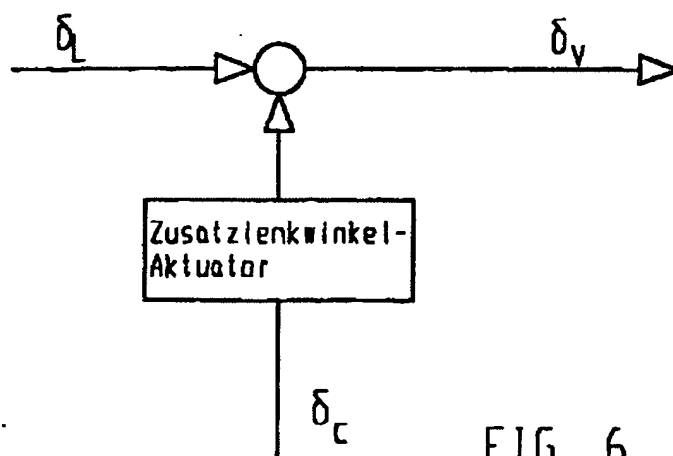 δL
δV
Zusatzlenkwinkel-
Aktuator
δC
FIG. 6